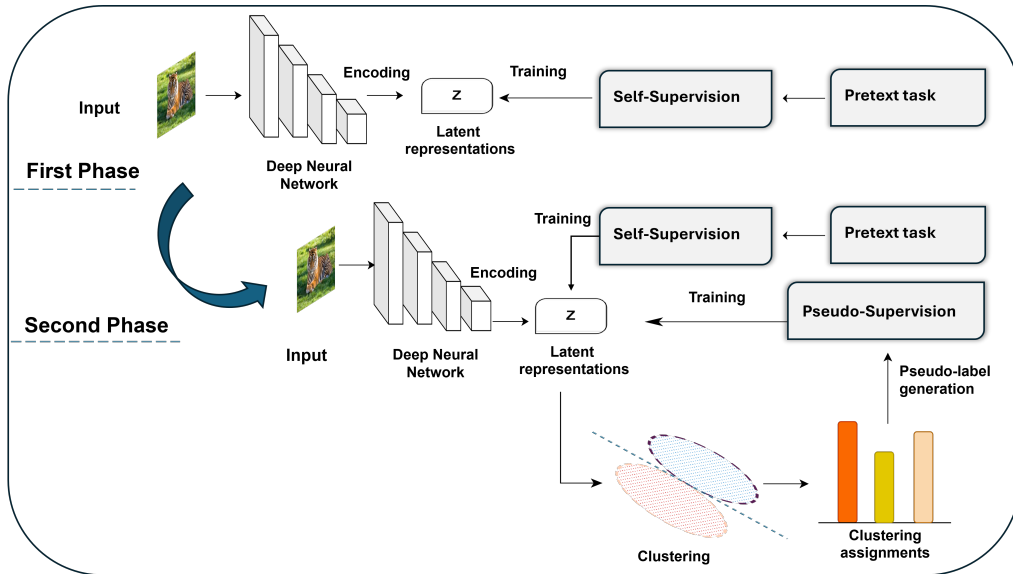 Input
Encoding
z
Latent
representations
Training
Self-Supervision
Pretext task
Deep Neural
Network
First Phase
Second Phase
Input
Deep Neural
Network
Encoding
z
Latent
representations
Training
Self-Supervision
Pretext task
Training
Pseudo-Supervision
Pseudo-label
generation
Clustering
Clustering
assignments